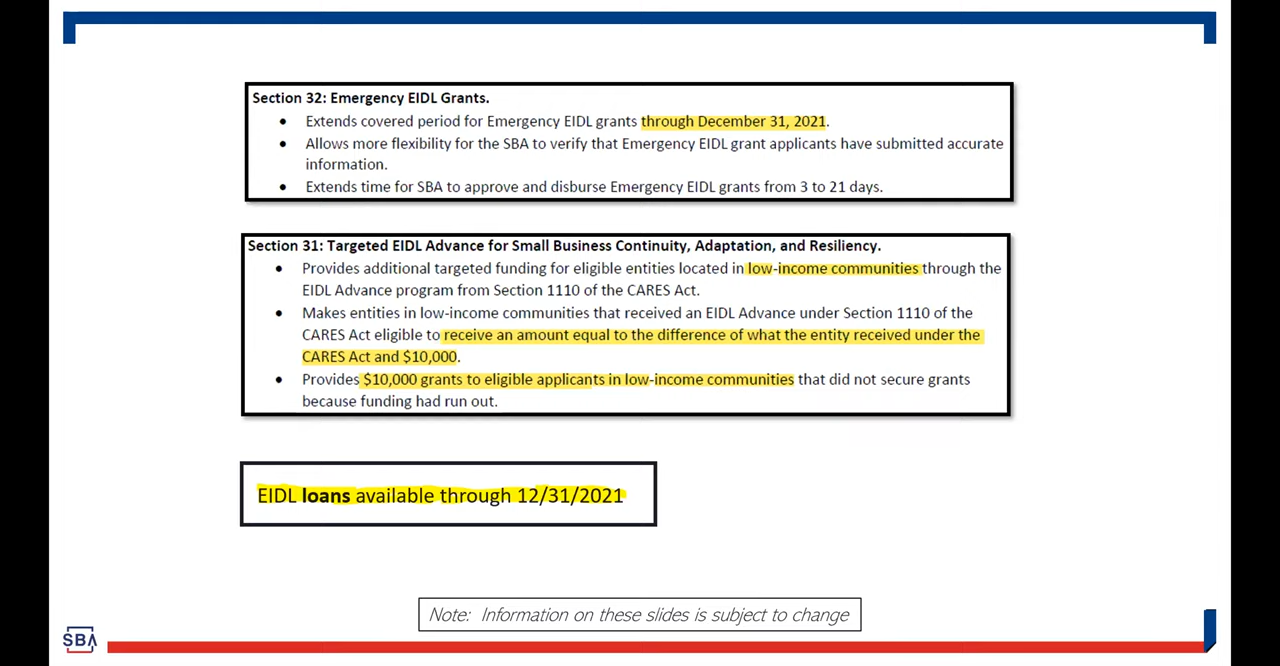 Section 32: Emergency EIDL Grants.
• Extends covered period for Emergency EIDL grants through December 31, 2021.
• Allows more flexibility for the SBA to verify that Emergency EIDL grant applicants have submitted accurate
information.
• Extends time for SBA to approve and disburse Emergency EIDL grants from 3 to 21 days.
Section 31: Targeted EIDL Advance for Small Business Continuity, Adaptation, and Resiliency.
• Provides additional targeted funding for eligible entities located in low-income communities through the
EIDL Advance program from Section 1110 of the CARES Act.
• Makes entities in low-income communities that received an EIDL Advance under Section 1110 of the
CARES Act eligible to receive an amount equal to the difference of what the entity received under the
CARES Act and $10,000.
• Provides $10,000 grants to eligible applicants in low-income communities that did not secure grants
because funding had run out.
EIDL loans available through 12/31/2021
Note: Information on these slides is subject to change
SBA